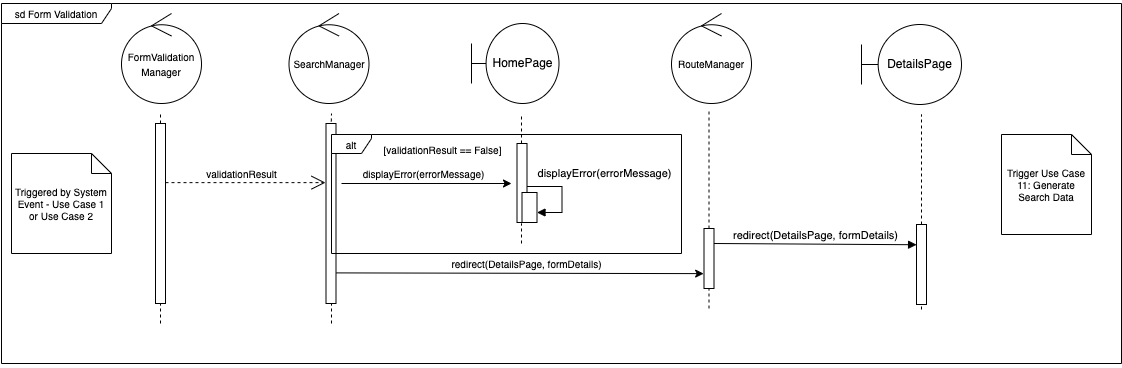 sd Form Validation
FormValidation
Manager
SearchManager
HomePage
RouteManager
DetailsPage
alt
[validationResult == False]
validationResult
displayError(errorMessage)
displayError(errorMessage)
Triggered by System
Event - Use Case 1
or Use Case 2
Trigger Use Case
11: Generate
Search Data
redirect(DetailsPage, formDetails)
redirect(DetailsPage, formDetails)